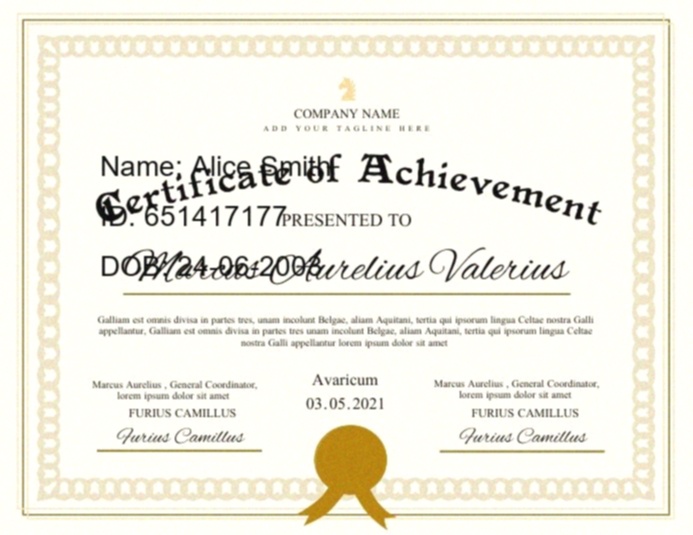 COMPANY NAME
ADD YOUR TAGLINE HERE
Name: Alice Smith
Certificate of Achievement
ID: 651417177
PRESENTED TO
DOB: 24-06-2003
Marcus Aurelius Valerius
Galliam est omnis divisa in partes tres, unam incolunt Belgae, aliam Aquitani, tertia qui ipsorum lingua Celtae nostra Galli
appellantur, Galliam est omnis divisa in partes tres unam incolunt Belgae, aliam Aquitani, tertia qui ipsorum lingua Celtae
nostra Galli appellantur lorem ipsum dolor sit amet
Marcus Aurelius , General Coordinator,
lorem ipsum dolor sit amet
FURIUS CAMILLUS
Furius Camillus
Avaricum
03.05.2021
Marcus Aurelius , General Coordinator,
lorem ipsum dolor sit amet
FURIUS CAMILLUS
Furius Camillus